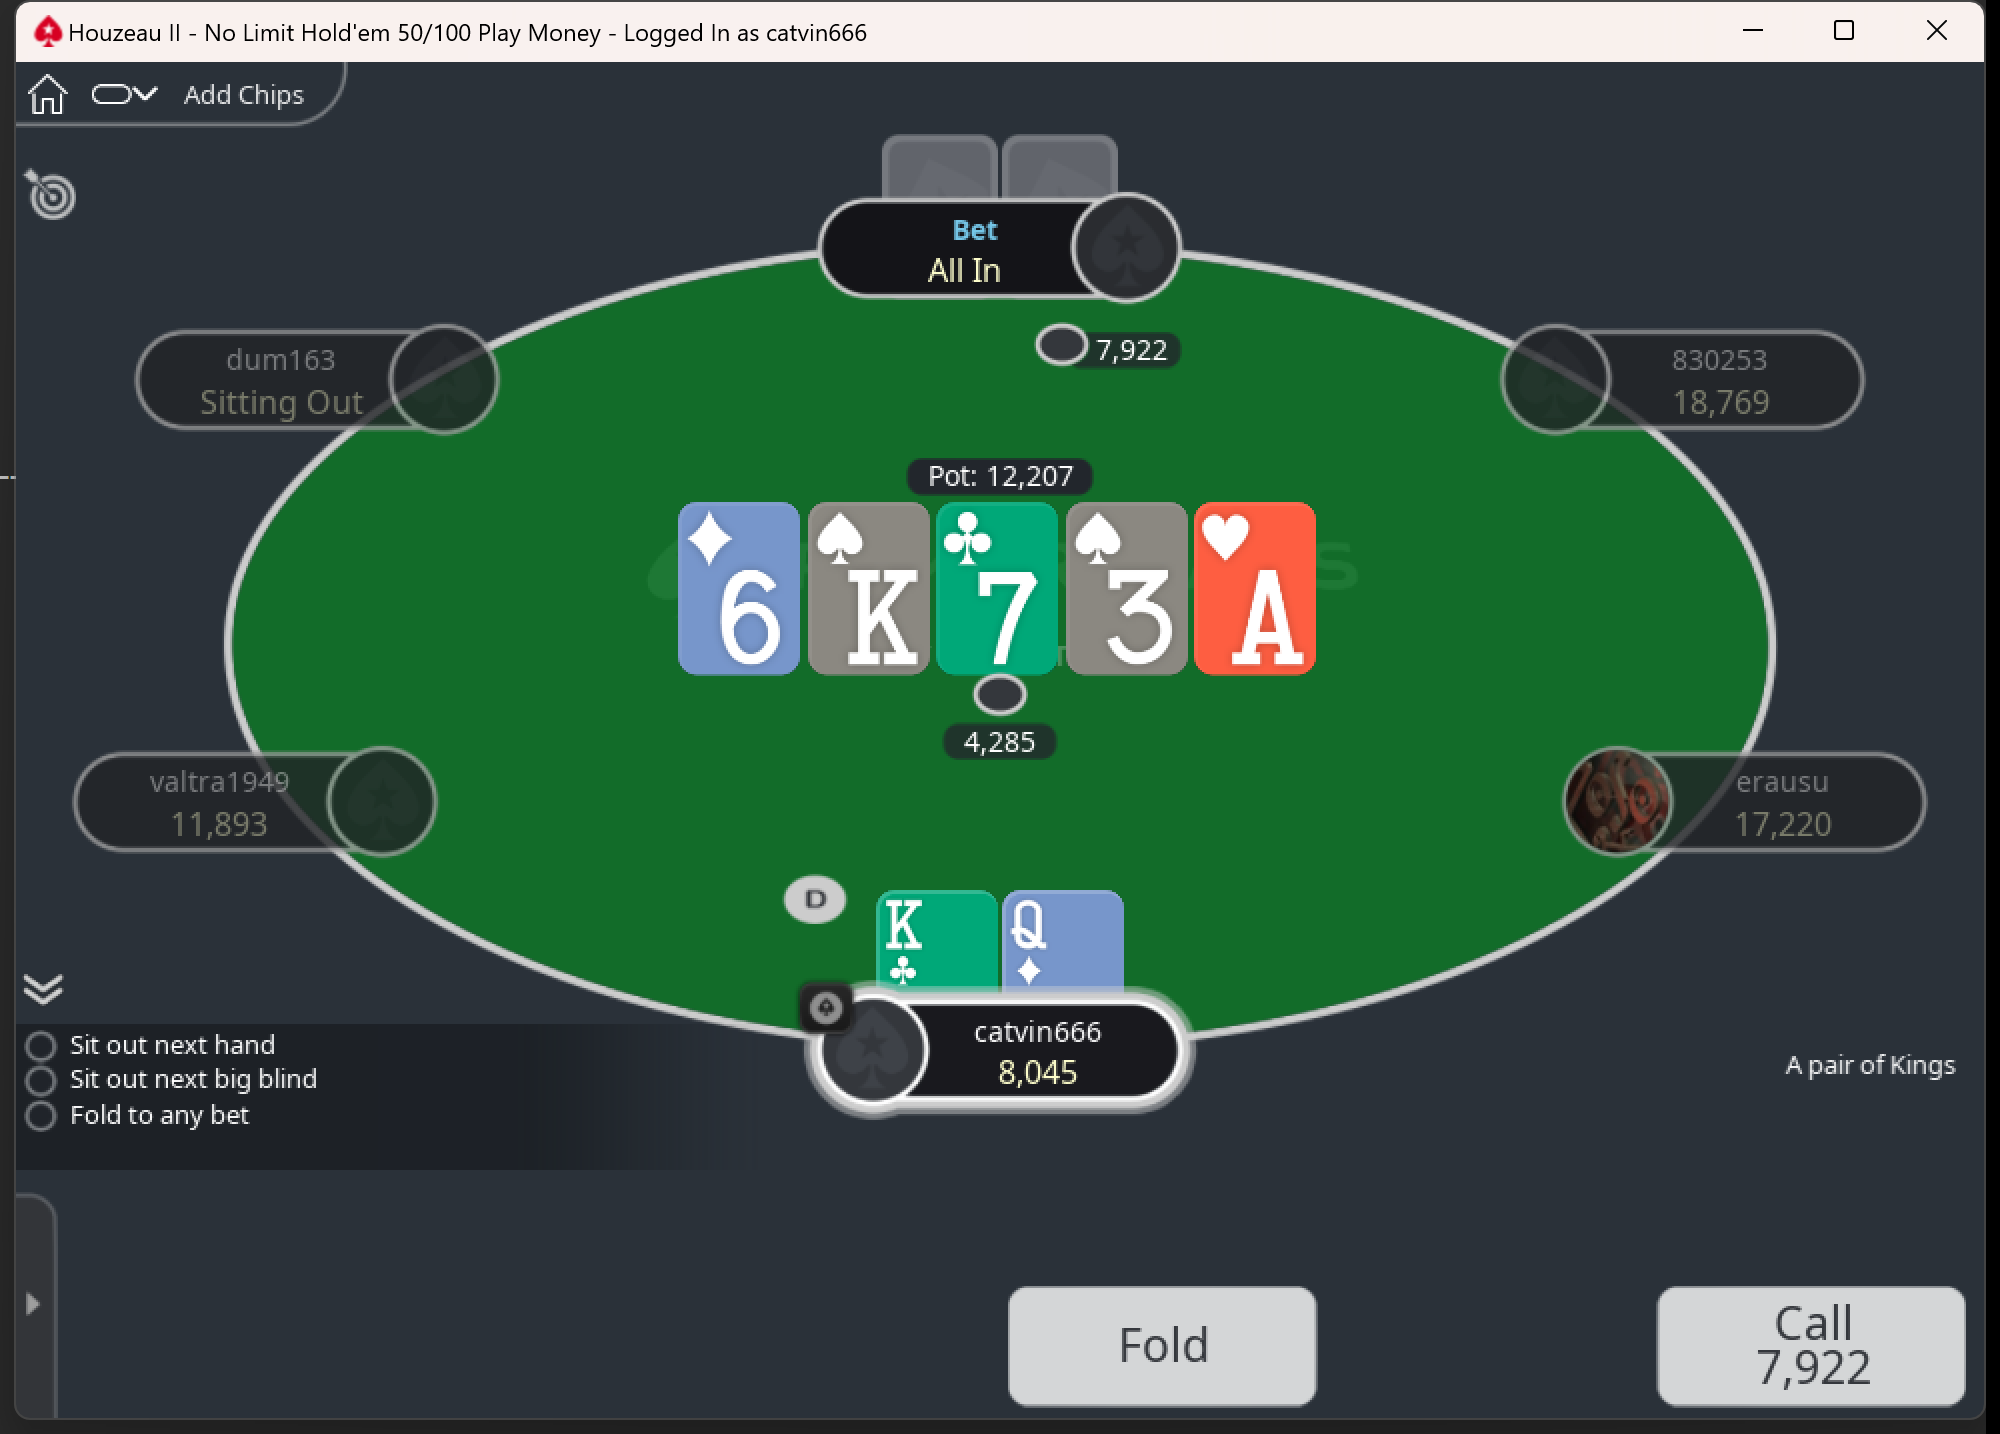 Houzeau II - No Limit Hold'em 50/100 Play Money - Logged In as catvin666
Add Chips
Bet
All In
7,922
dum163
Sitting Out
830253
18,769
Pot: 12,207
6 K 7 3 A
4,285
valtra1949
11,893
erausu
17,220
D
K Q
catvin666
8,045
Sit out next hand
Sit out next big blind
Fold to any bet
A pair of Kings
Fold
Call
7,922